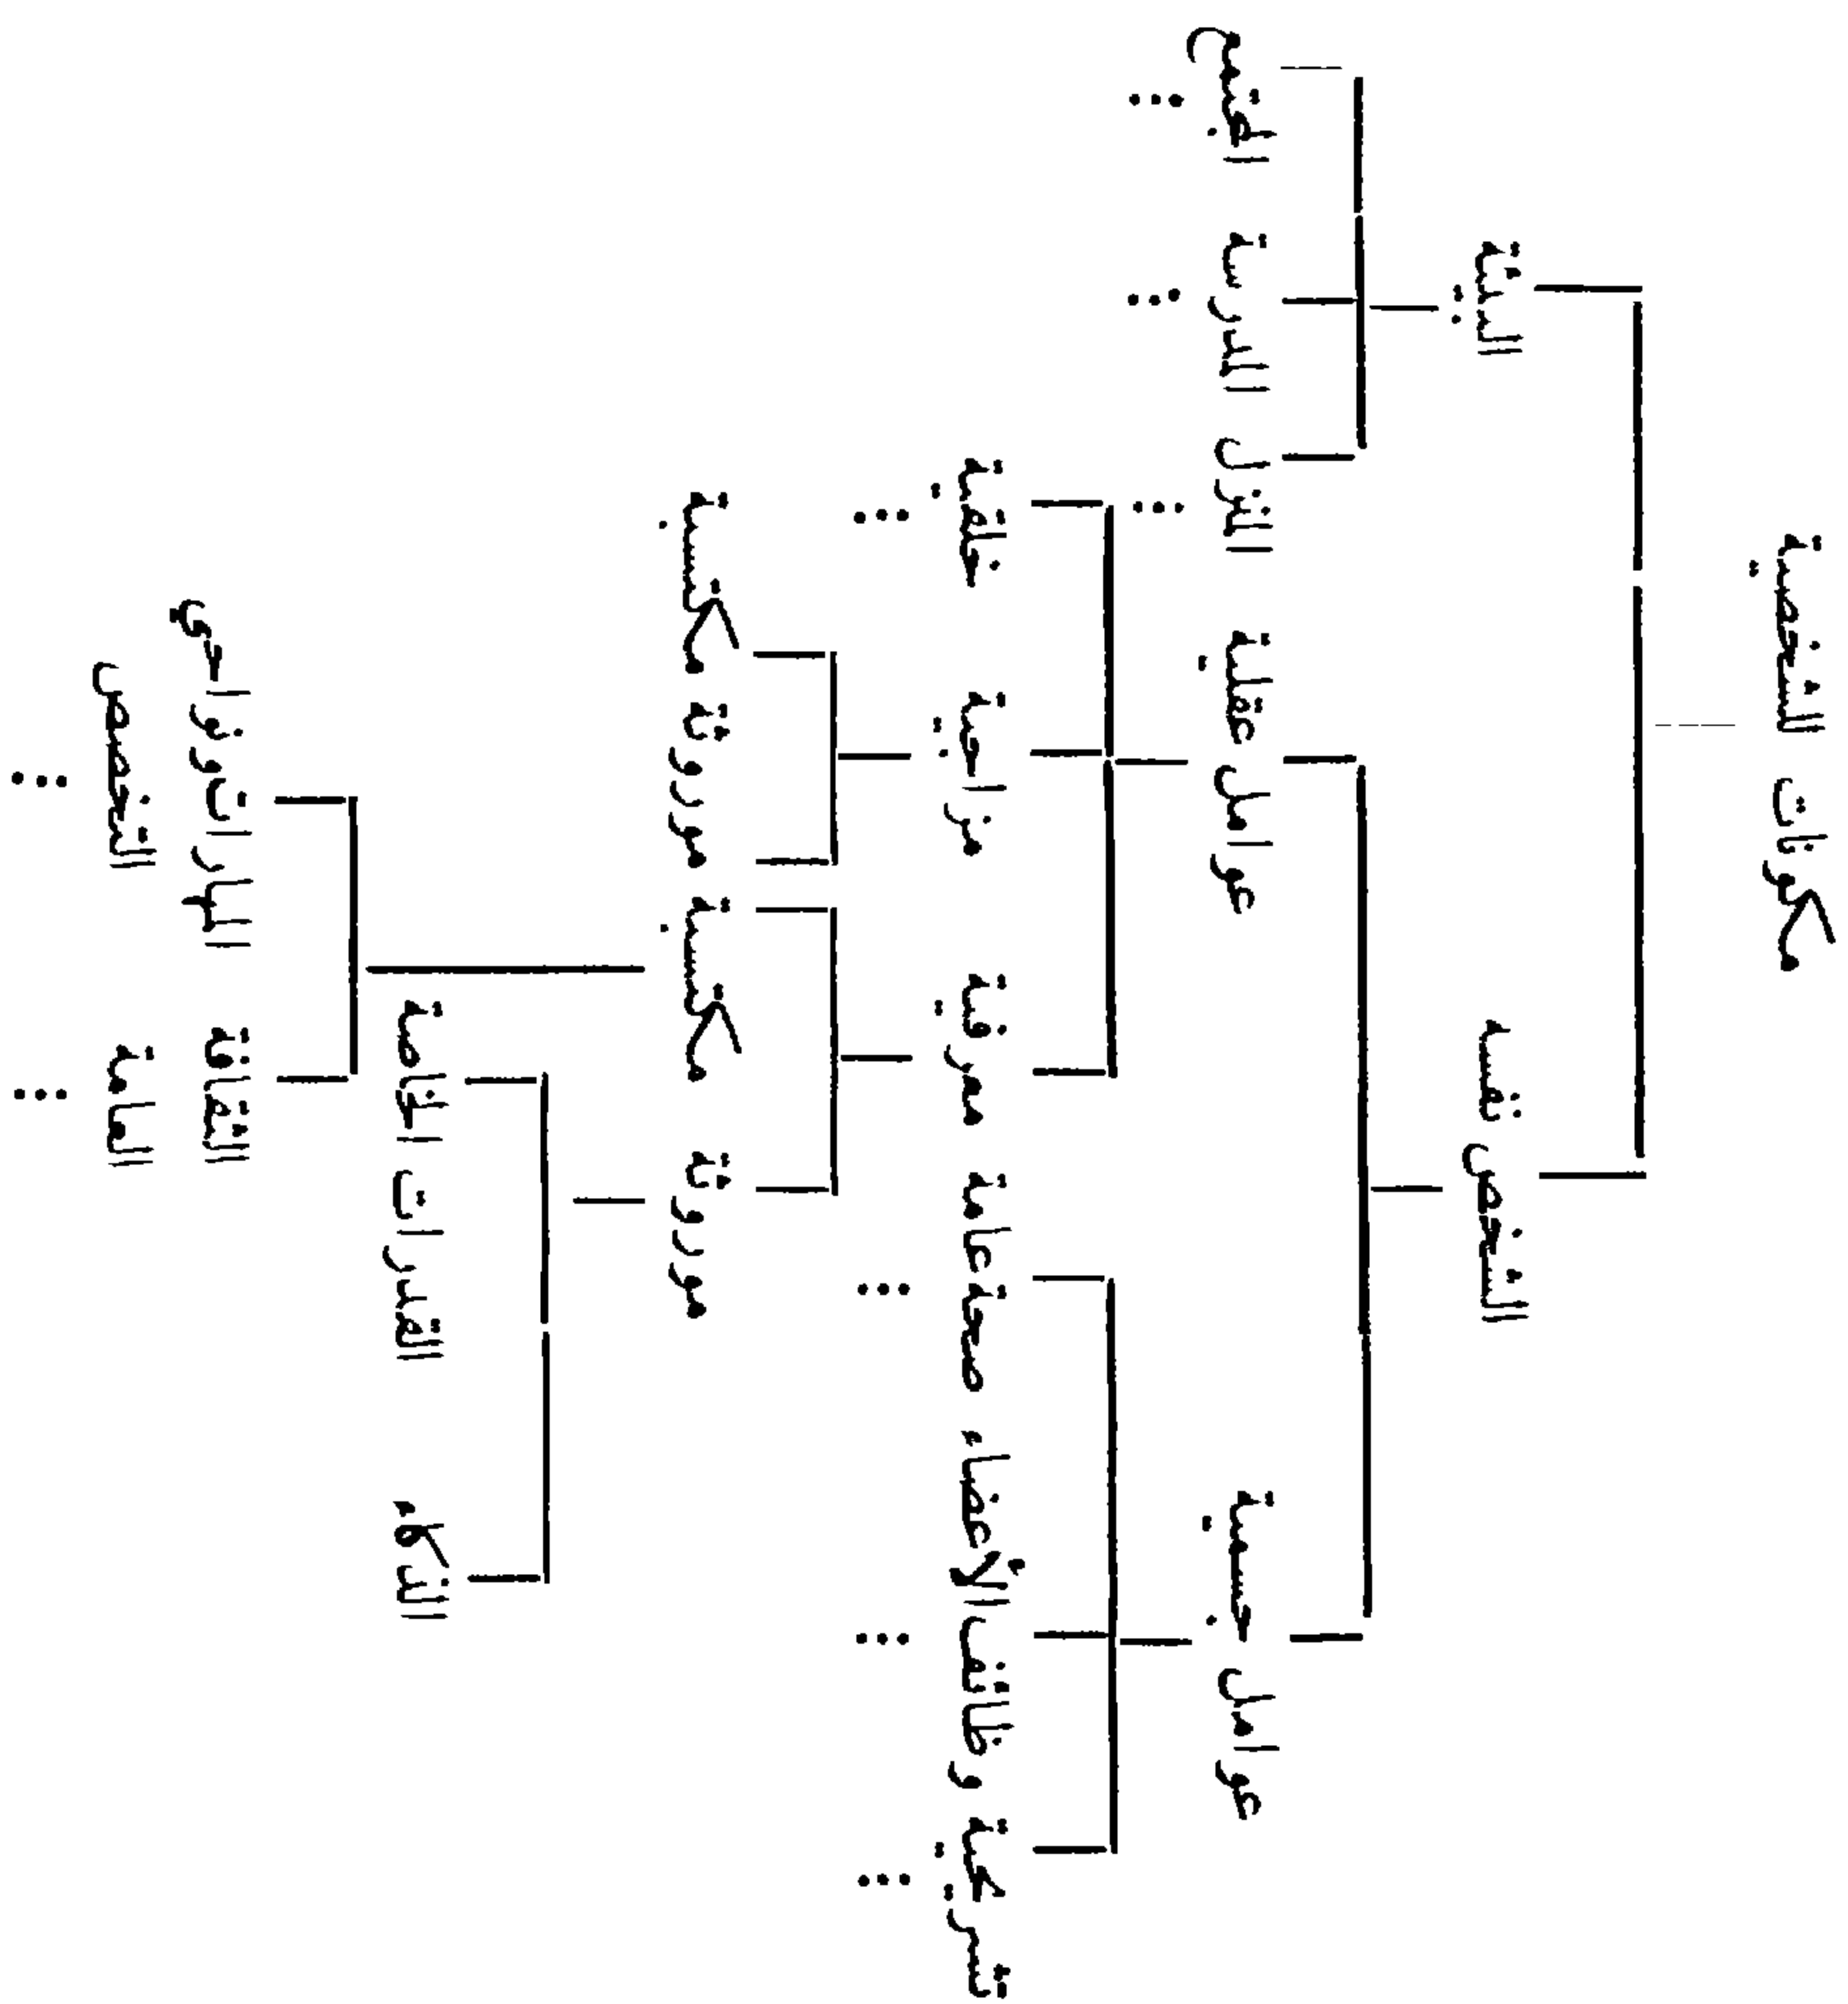 مكونات الشخصية
الشخص نفسه
البيئة
عوامل جسمية
عوامل عقلية
المنزل
المدرسة
المجتمع
...
...
...
تشريحية
وظائف الأعضاء
صحة عامة
معرفية
مزاجية
خلقية
...
...
...
...
موروثة
مكتسبة
موروثة
مكتسبة
الذكاء
القدرات الخاصة
الثقافة
العامة
...
المهارات ونواحي
التخصص
...